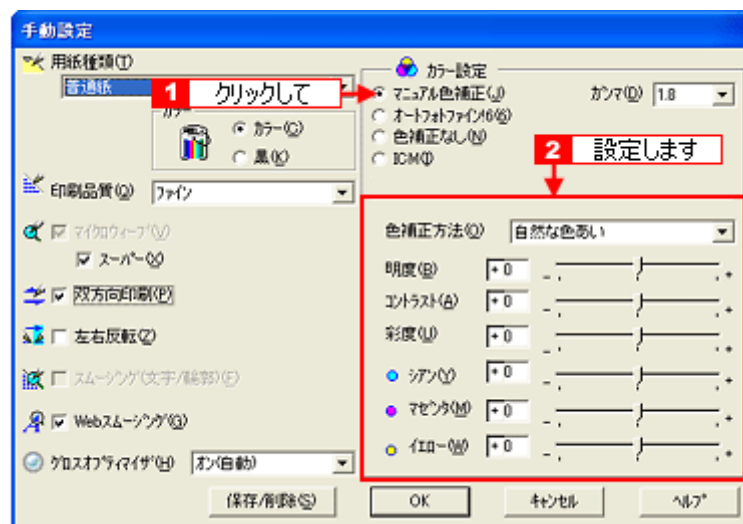 手動設定
用紙種類(T)
普通紙
1 クリックして
カラー
カラー(C)
黒(K)
カラー設定
マニュアル色補正(J)
ガンマ(D) 1.8
オートフォトファイン!6(6)
色補正なし(N)
ICM(I)
2 設定します
印刷品質(Q) ファイン
マイクロウィーブ(V)
スーパー(X)
双方向印刷(P)
左右反転(Z)
スムージング(文字/輪郭)(F)
Webスムージング(G)
グロスオプティマイザ(H) オン(自動)
色補正方法(O) 自然な色あい
明度(B) +0 - +
コントラスト(A) +0 - +
彩度(U) +0 - +
シアン(Y) +0 - +
マゼンタ(M) +0 - +
イエロー(W) +0 - +
保存/削除(S) OK キャンセル ヘルプ